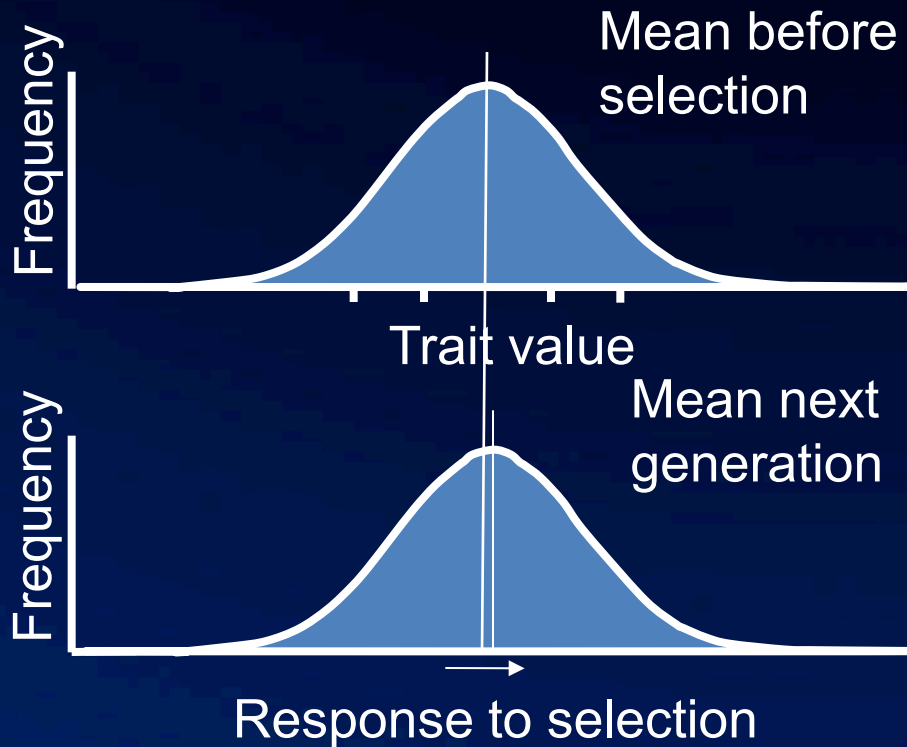 Mean before
selection
Frequency
Trait value
Mean next
generation
Frequency
Response to selection